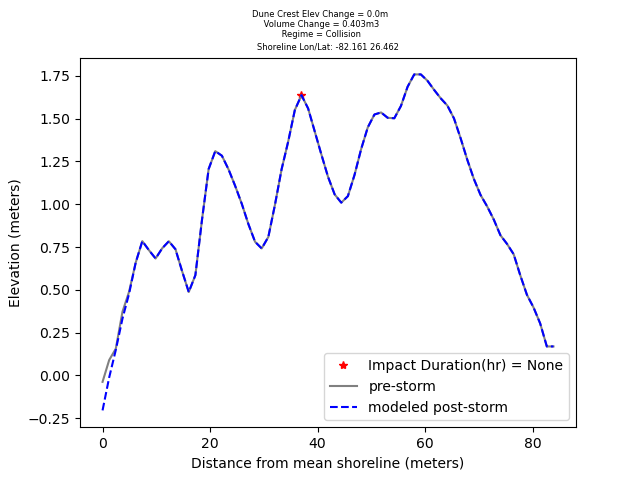 Dune Crest Elev Change = 0.0m
Volume Change = 0.403m3
Regime = Collision
Shoreline Lon/Lat: -82.161 26.462
1.75
1.50
1.25
1.00
0.75
0.50
0.25
0.00
−0.25
Elevation (meters)
Impact Duration(hr) = None
pre-storm
modeled post-storm
0 20 40 60 80
Distance from mean shoreline (meters)